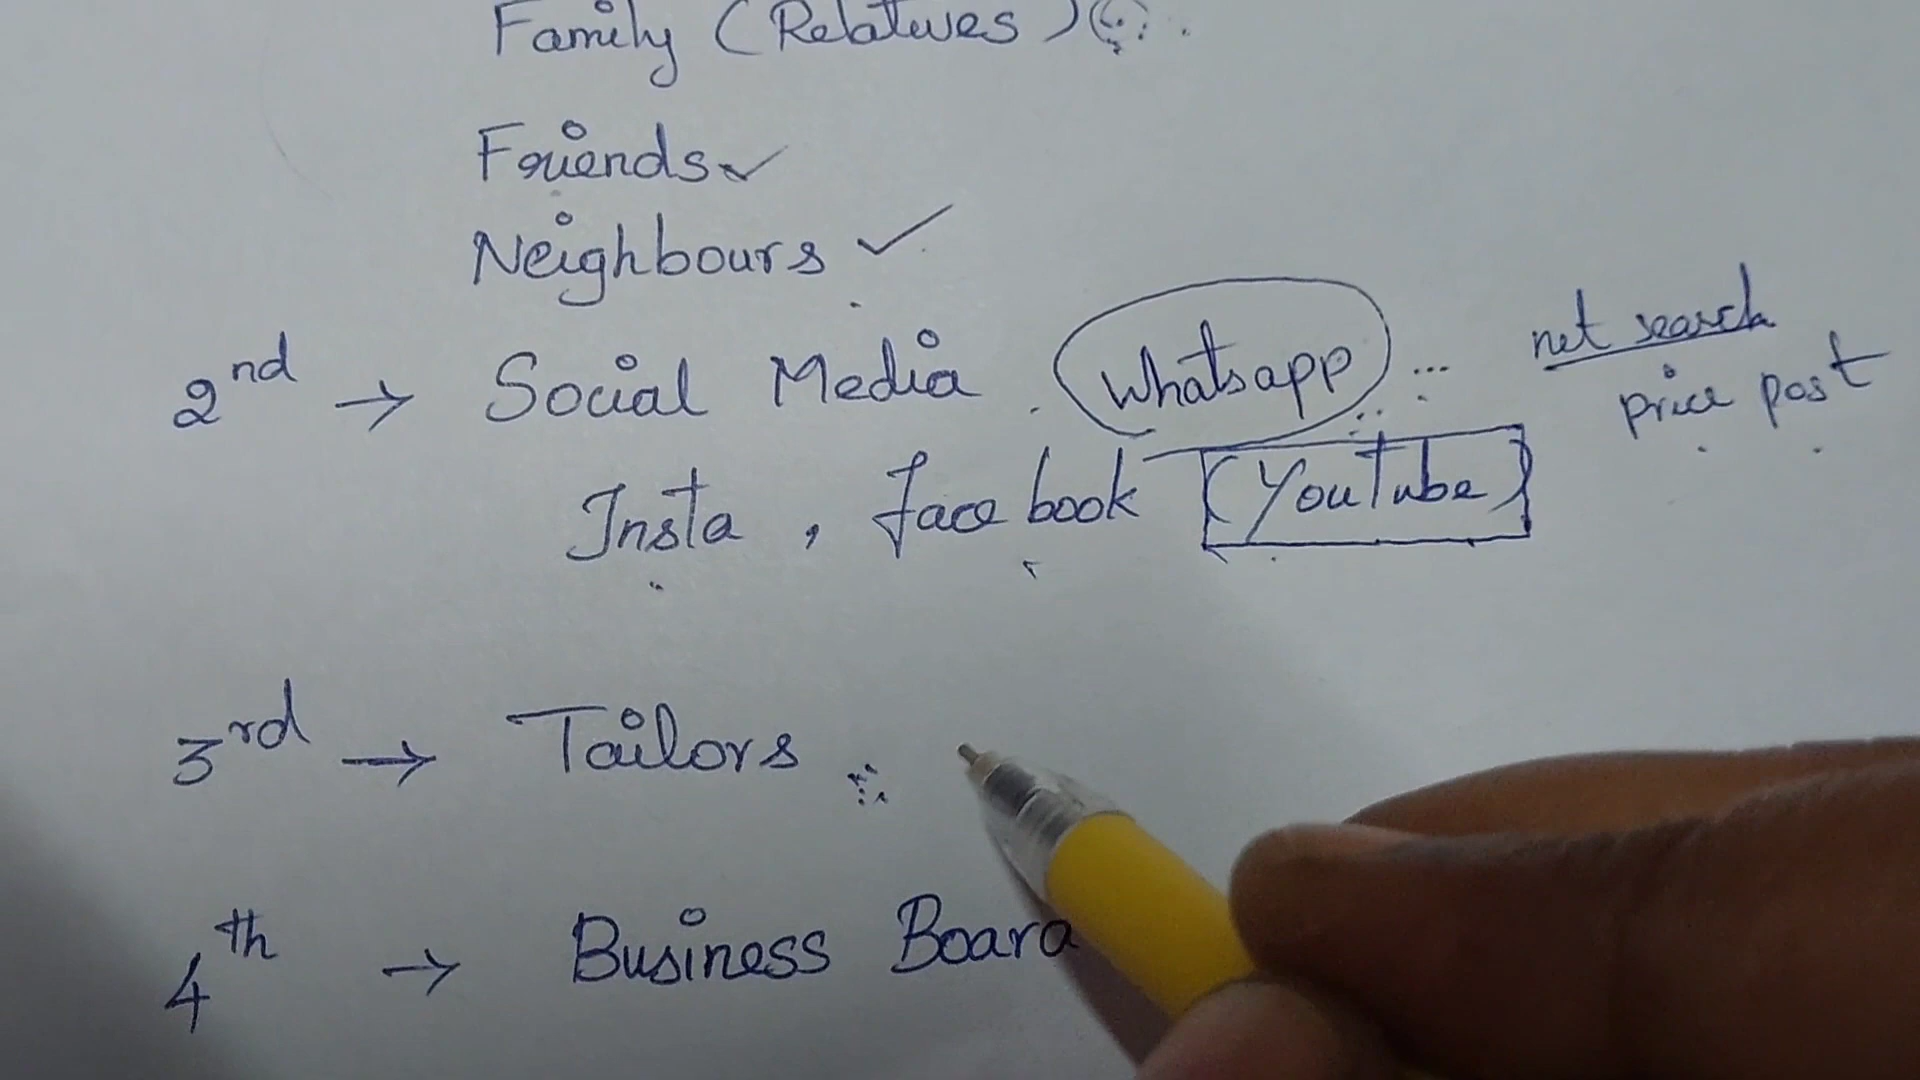 Family (Relatives)
Friends ✓
Neighbours ✓
2nd → Social Media . Whatsapp ... net search
price post
Insta , facebook (YouTube)
3rd → Tailors
4th → Business Board